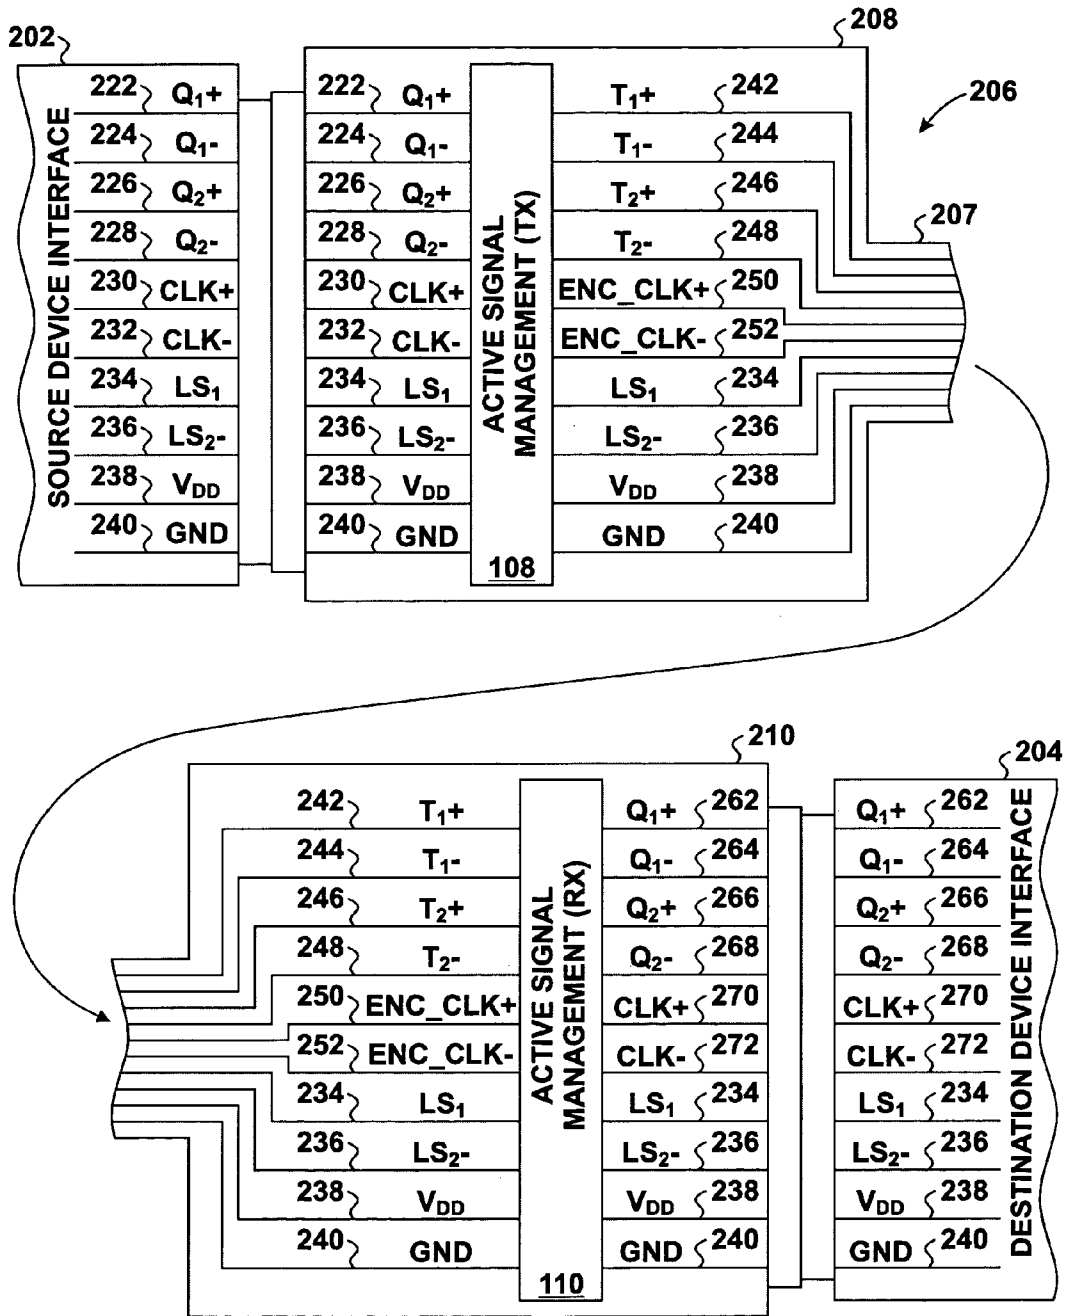 202
208
206
207
SOURCE DEVICE INTERFACE
222 Q1+ 222 Q1+ T1+ 242
224 Q1- 224 Q1- T1- 244
226 Q2+ 226 Q2+ T2+ 246
228 Q2- 228 Q2- T2- 248
230 CLK+ 230 CLK+ ENC_CLK+ 250
232 CLK- 232 CLK- ENC_CLK- 252
234 LS1 234 LS1 LS1 234
236 LS2- 236 LS2- LS2- 236
238 VDD 238 VDD VDD 238
240 GND 240 GND GND 240
ACTIVE SIGNAL
MANAGEMENT (TX)
108
210
204
242 T1+ Q1+ 262 Q1+ 262
244 T1- Q1- 264 Q1- 264
246 T2+ Q2+ 266 Q2+ 266
248 T2- Q2- 268 Q2- 268
250 ENC_CLK+ CLK+ 270 CLK+ 270
252 ENC_CLK- CLK- 272 CLK- 272
234 LS1 LS1 234 LS1 234
236 LS2- LS2- 236 LS2- 236
238 VDD VDD 238 VDD 238
240 GND GND 240 GND 240
ACTIVE SIGNAL
MANAGEMENT (RX)
110
DESTINATION DEVICE INTERFACE